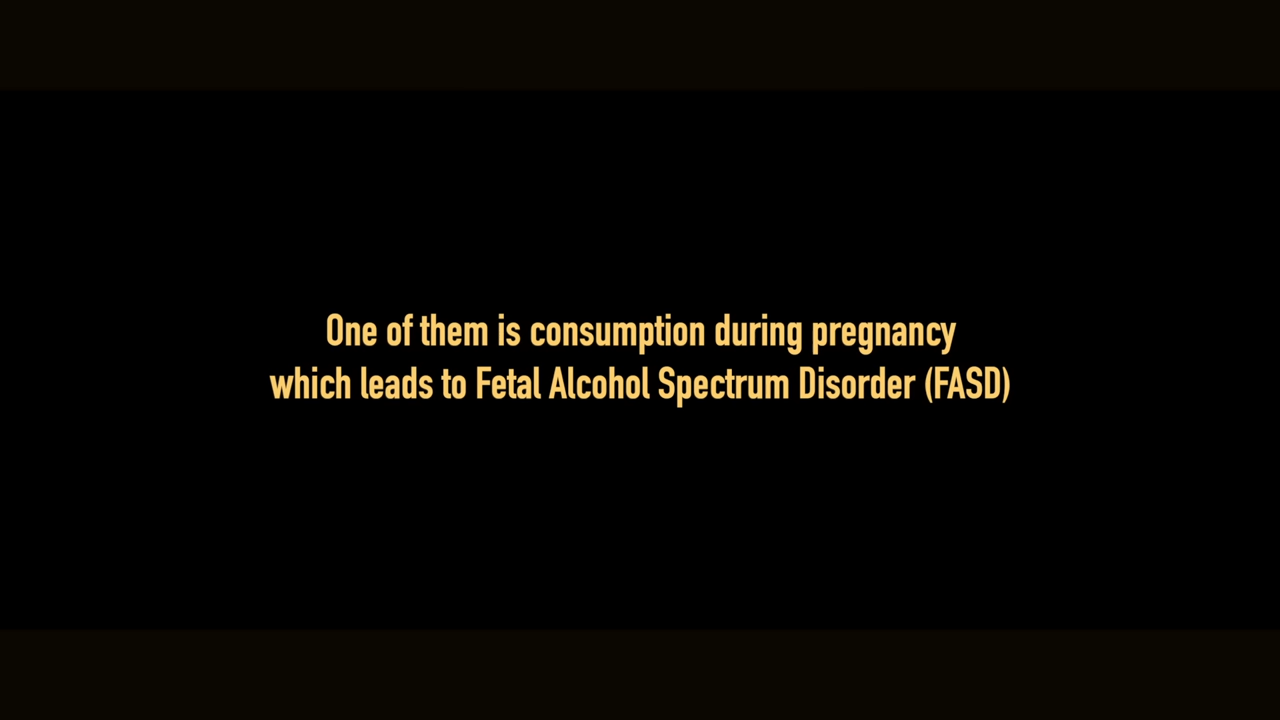 One of them is consumption during pregnancy
which leads to Fetal Alcohol Spectrum Disorder (FASD)